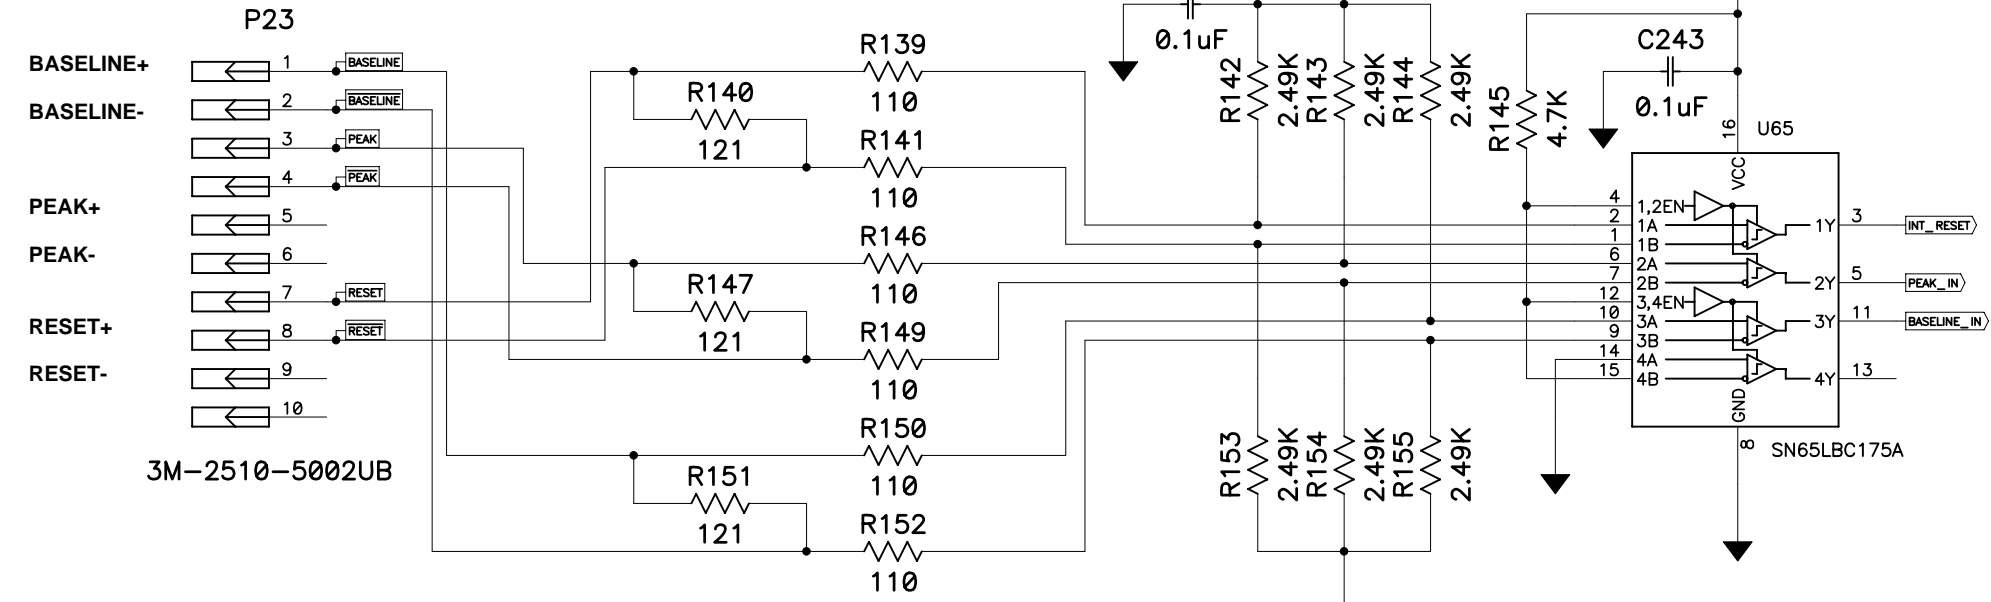 P23
BASELINE+
BASELINE-
PEAK+
PEAK-
RESET+
RESET-
1
2
3
4
5
6
7
8
9
10
BASELINE
BASELINE
PEAK
PEAK
RESET
RESET
3M-2510-5002UB
R139
110
R140
121
R141
110
R146
110
R147
121
R149
110
R150
110
R151
121
R152
110
0.1uF
R142
2.49K
R143
2.49K
R144
2.49K
R153
2.49K
R154
2.49K
R155
2.49K
R145
4.7K
C243
0.1uF
16
U65
VCC
4
2
1
6
7
12
10
9
14
15
1,2EN
1A
1B
2A
2B
3,4EN
3A
3B
4A
4B
1Y
2Y
3Y
4Y
3
5
11
13
GND
8
SN65LBC175A
INT_RESET
PEAK_IN
BASELINE_IN